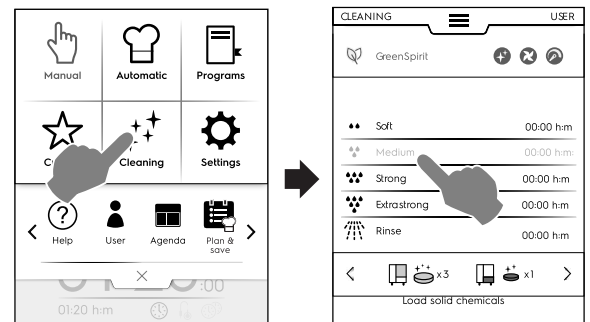 Manual
Automatic
Programs
Cleaning
Settings
?
Help
User
Agenda
Plan &
save
:00
01:20 h:m
CLEANING
USER
GreenSpirit
Soft 00:00 h:m
Medium 00:00 h:m
Strong 00:00 h:m
Extrastrong 00:00 h:m
Rinse 00:00 h:m
x3
x1
Load solid chemicals